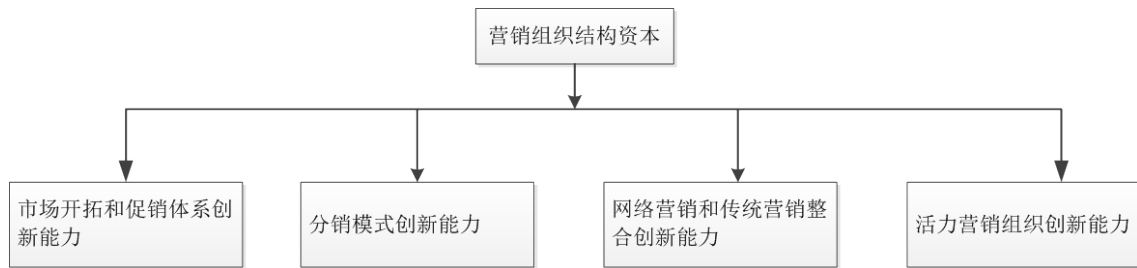 营销组织结构资本
市场开拓和促销体系创
新能力
分销模式创新能力
网络营销和传统营销整
合创新能力
活力营销组织创新能力